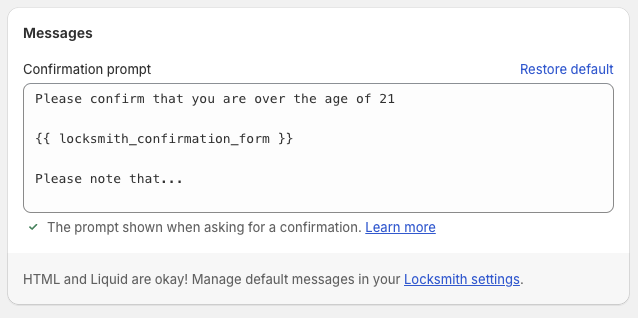 Messages
Confirmation prompt
Restore default
Please confirm that you are over the age of 21
{{ locksmith_confirmation_form }}
Please note that...
The prompt shown when asking for a confirmation. Learn more
HTML and Liquid are okay! Manage default messages in your Locksmith settings.